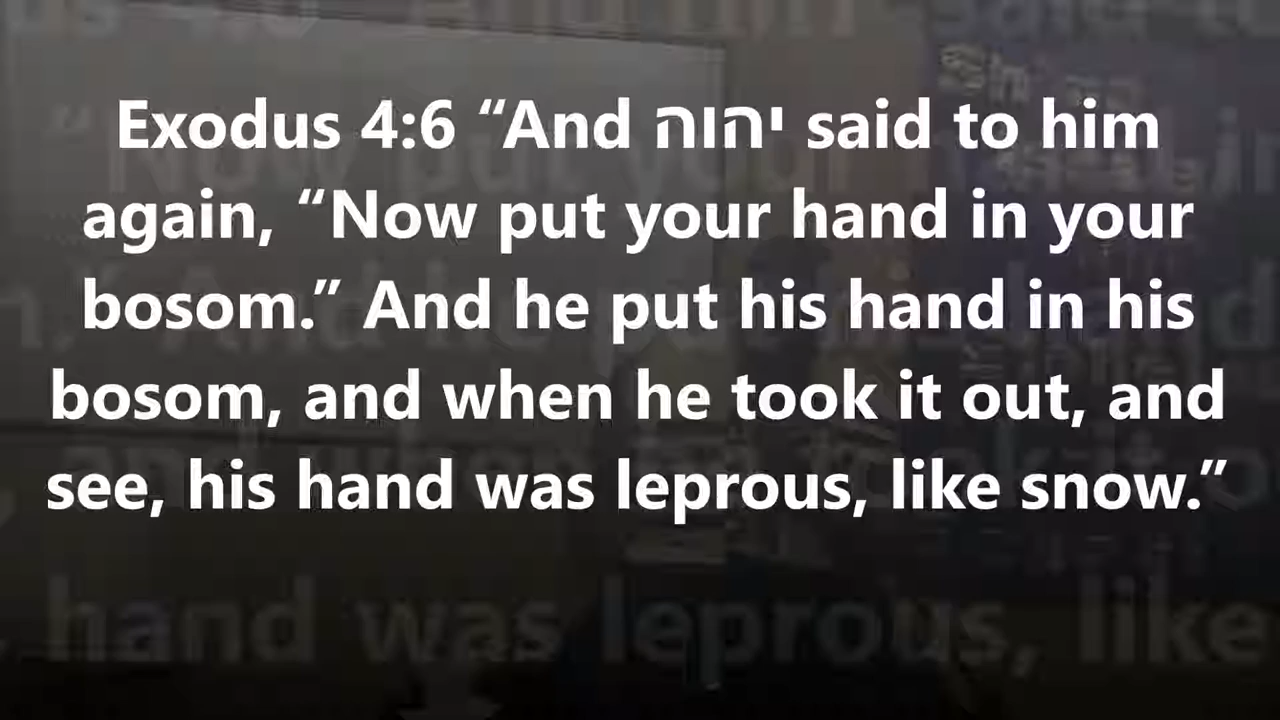 Exodus 4:6 “And יהוה said to him
again, “Now put your hand in your
bosom.” And he put his hand in his
bosom, and when he took it out, and
see, his hand was leprous, like snow.”